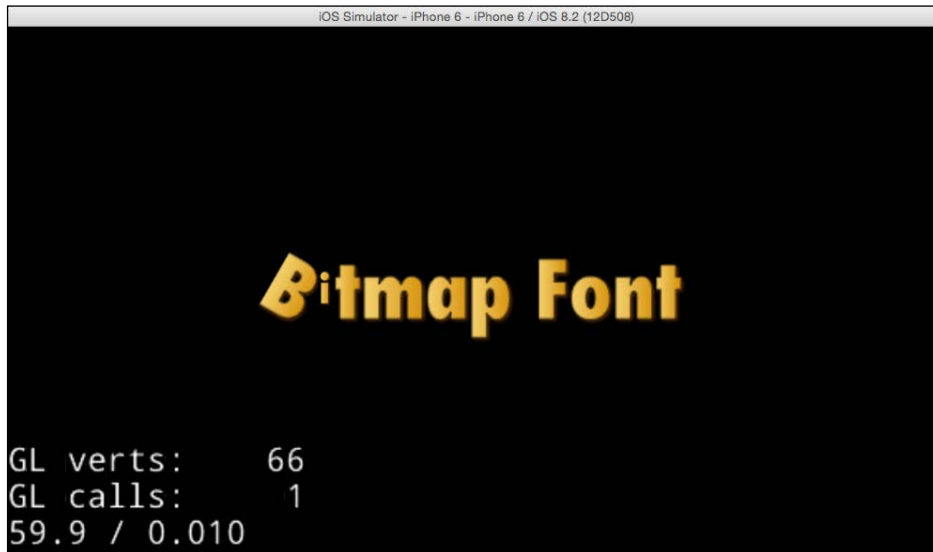 iOS Simulator - iPhone 6 - iPhone 6 / iOS 8.2 (12D508)
Bitmap Font
GL verts: 66
GL calls: 1
59.9 / 0.010